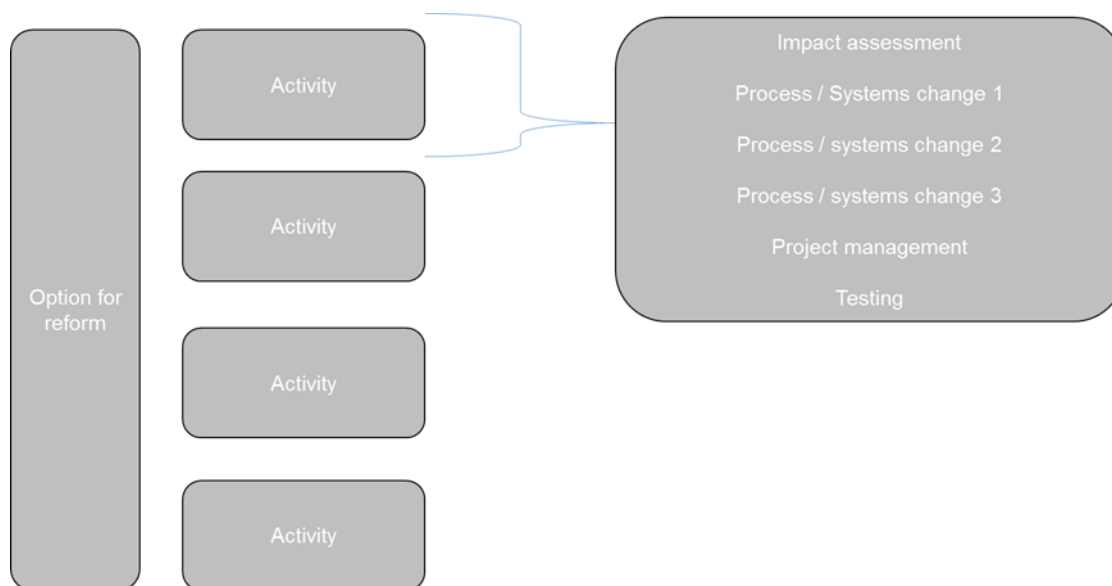 Option for
reform
Activity
Activity
Activity
Activity
Impact assessment
Process / Systems change 1
Process / systems change 2
Process / systems change 3
Project management
Testing